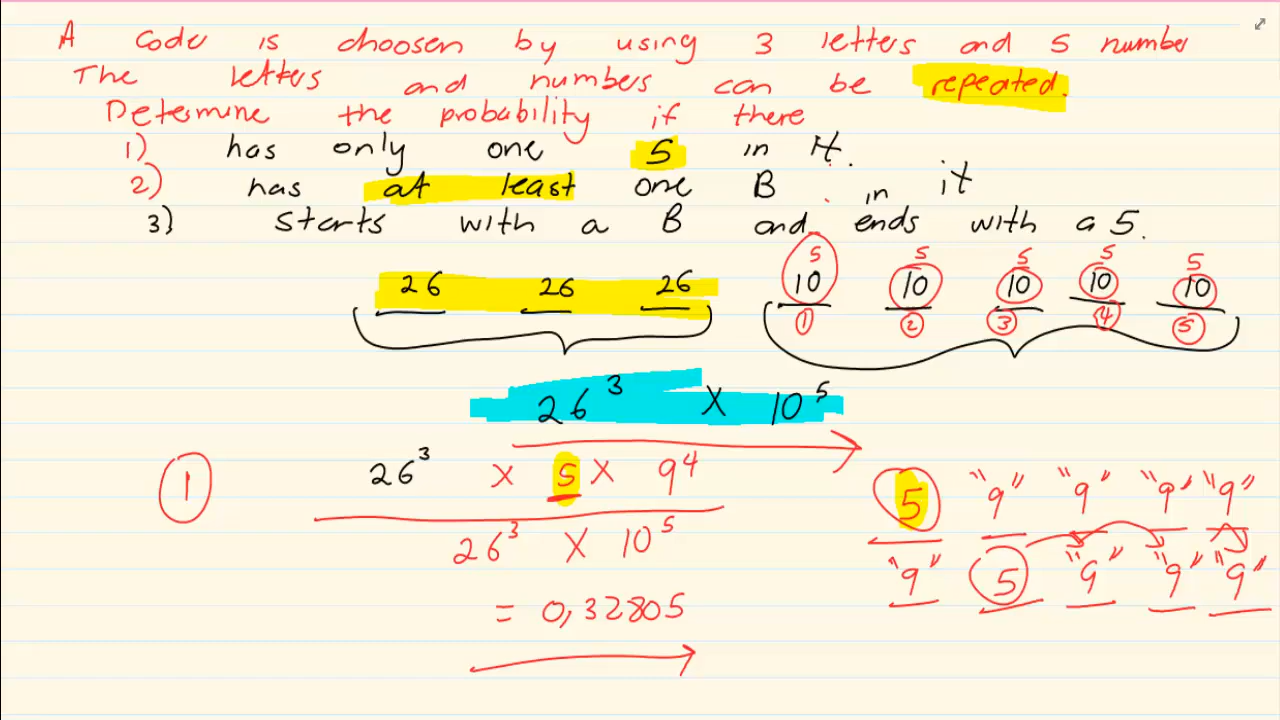 A code is choosen by using 3 letters and 5 number
The letters and numbers can be repeated.
Determine the probability if there
1) has only one 5 in it.
2) has at least one B in it
3) starts with a B and ends with a 5.
5 5 5 5 5
26 26 26 10 10 10 10 10
1 2 3 4 5
26³ X 10⁵
1 26³ X 5 X 9⁴
26³ X 10⁵
= 0,32805
5 "9" "9" "9" "9"
"9" 5 "9" "9" "9"